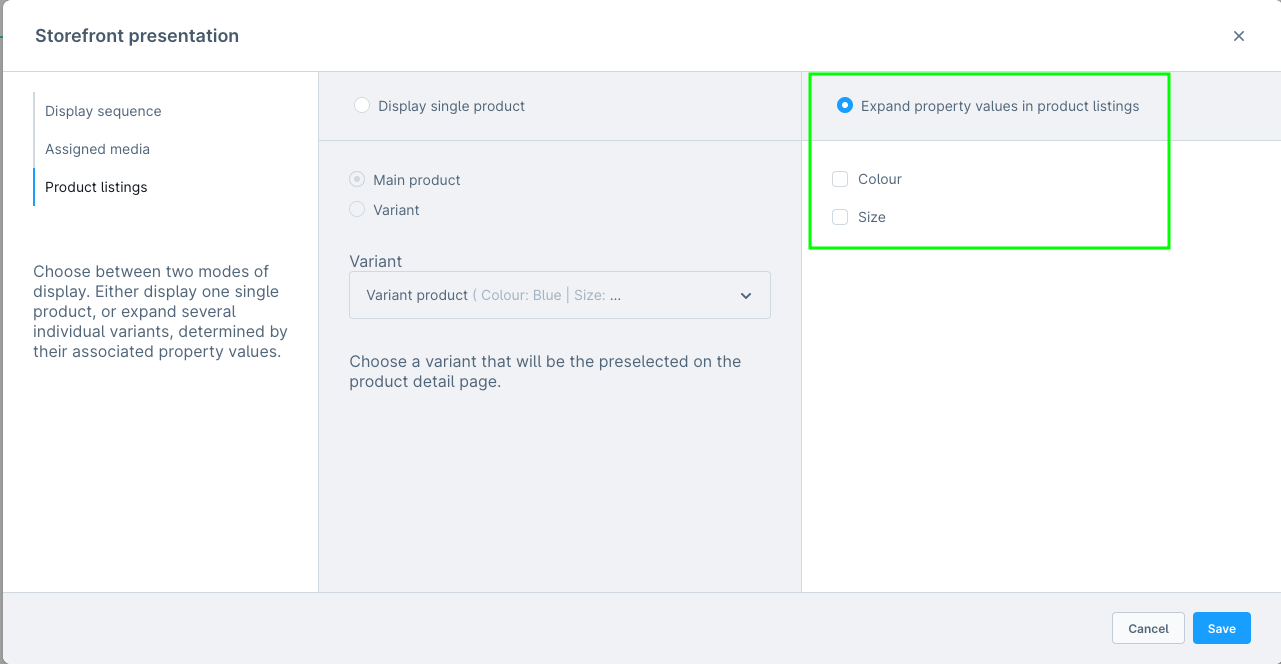 Storefront presentation
Display sequence
Assigned media
Product listings
Choose between two modes of
display. Either display one single
product, or expand several
individual variants, determined by
their associated property values.
Display single product
Main product
Variant
Variant
Variant product ( Colour: Blue | Size: ...
Choose a variant that will be the preselected on the
product detail page.
Expand property values in product listings
Colour
Size
Cancel
Save